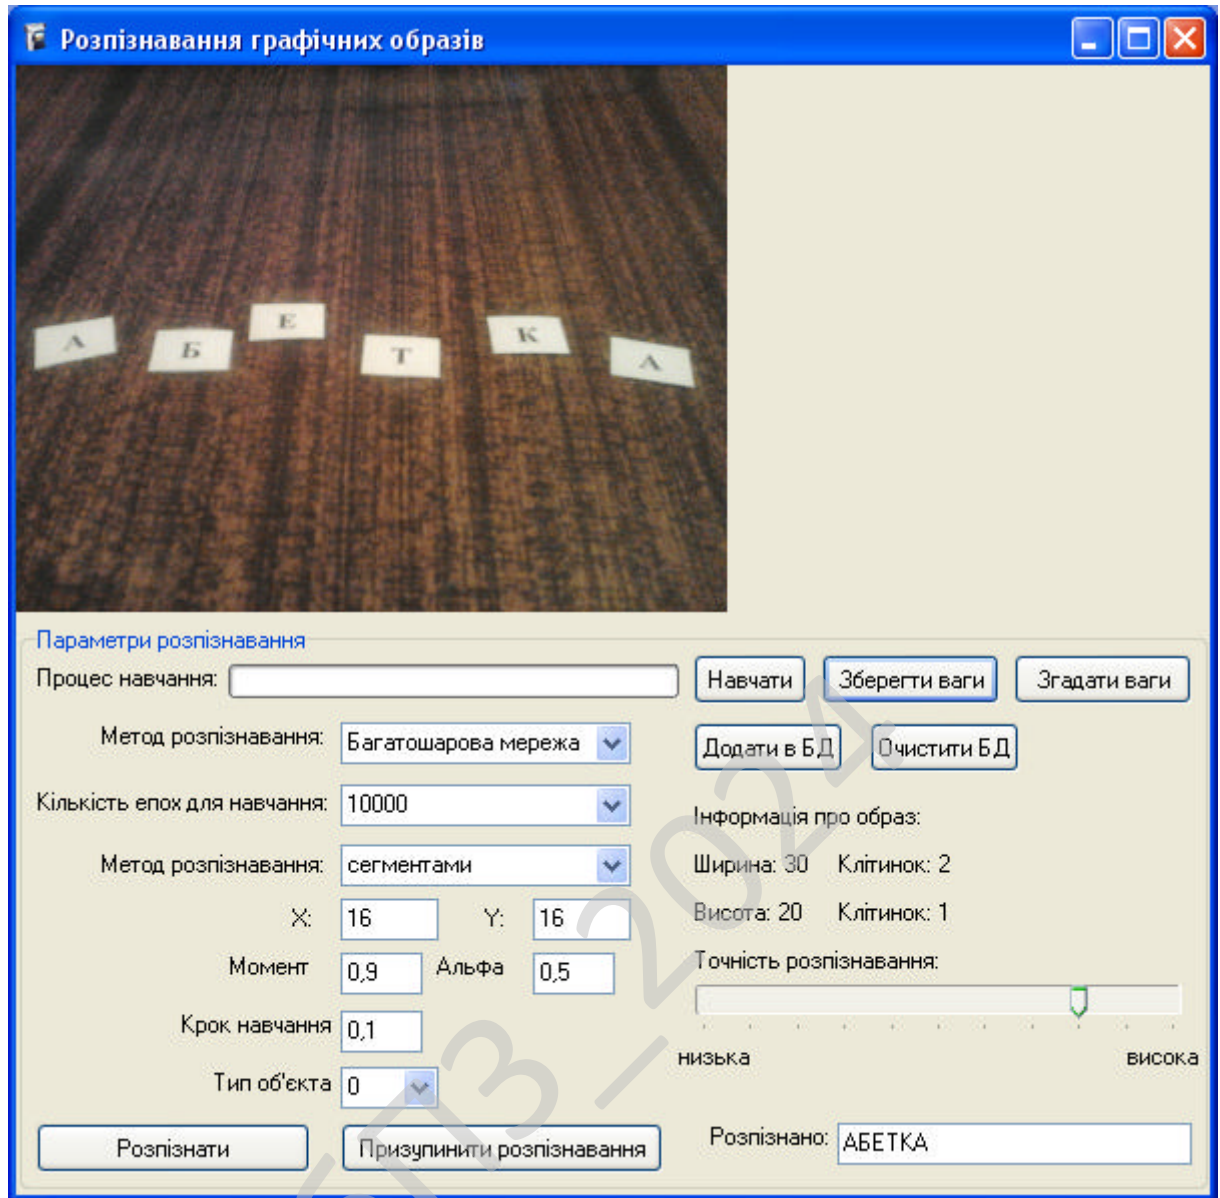 Розпізнавання графічних образів
А Б Е Т К А
Параметри розпізнавання
Процес навчання: Навчати Зберегти ваги Згадати ваги
Метод розпізнавання: Багатошарова мережа Додати в БД Очистити БД
Кількість епох для навчання: 10000 Інформація про образ:
Метод розпізнавання: сегментами Ширина: 30 Клітинок: 2
X: 16 Y: 16 Висота: 20 Клітинок: 1
Момент 0,9 Альфа 0,5 Точність розпізнавання:
Крок навчання 0,1 низька висока
Тип об'єкта 0
Розпізнати Призупинити розпізнавання Розпізнано: АБЕТКА